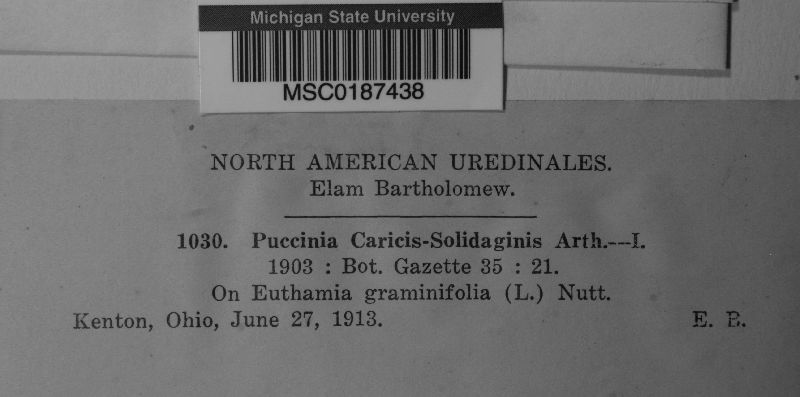 Michigan State University
MSC0187438
NORTH AMERICAN UREDINALES.
Elam Bartholomew.
1030. Puccinia Caricis-Solidaginis Arth.—I.
1903 : Bot. Gazette 35 : 21.
On Euthamia graminifolia (L.) Nutt.
Kenton, Ohio, June 27, 1913. E. B.